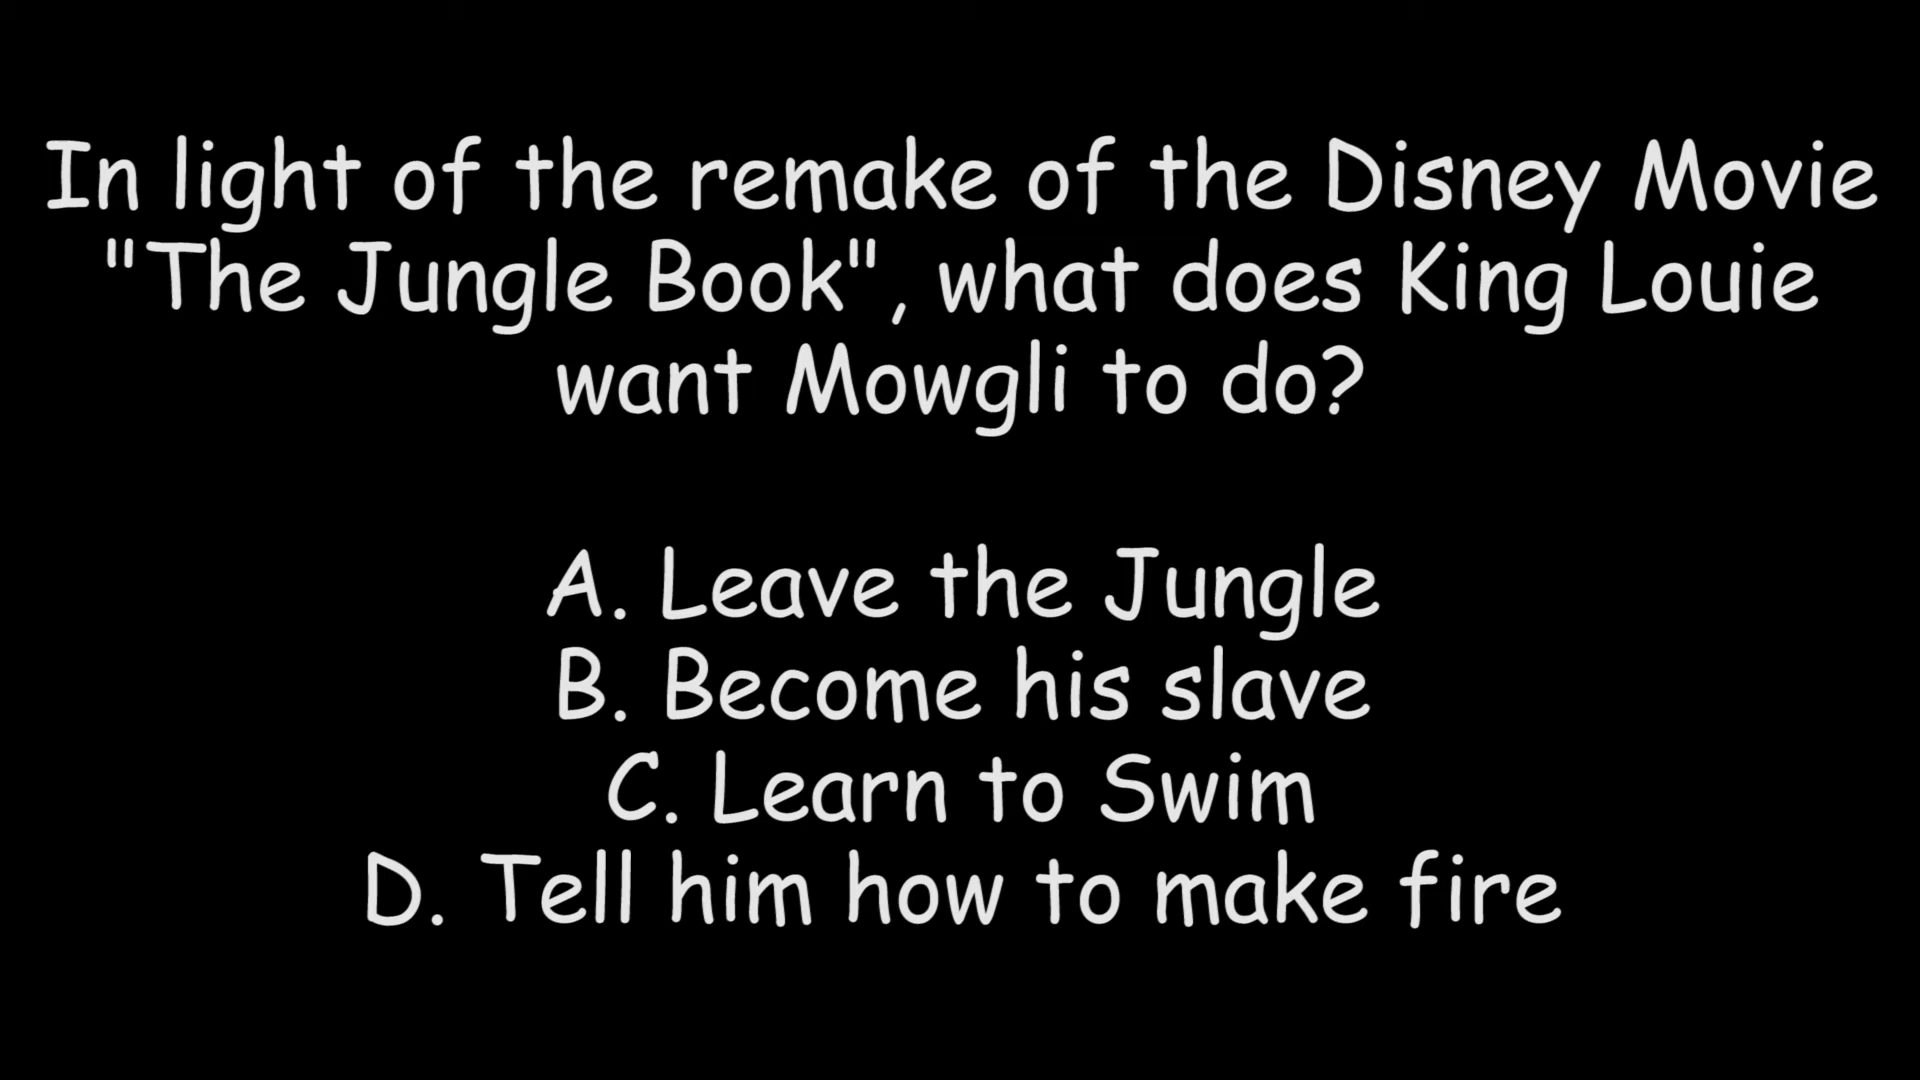 In light of the remake of the Disney Movie
"The Jungle Book", what does King Louie
want Mowgli to do?
A. Leave the Jungle
B. Become his slave
C. Learn to Swim
D. Tell him how to make fire